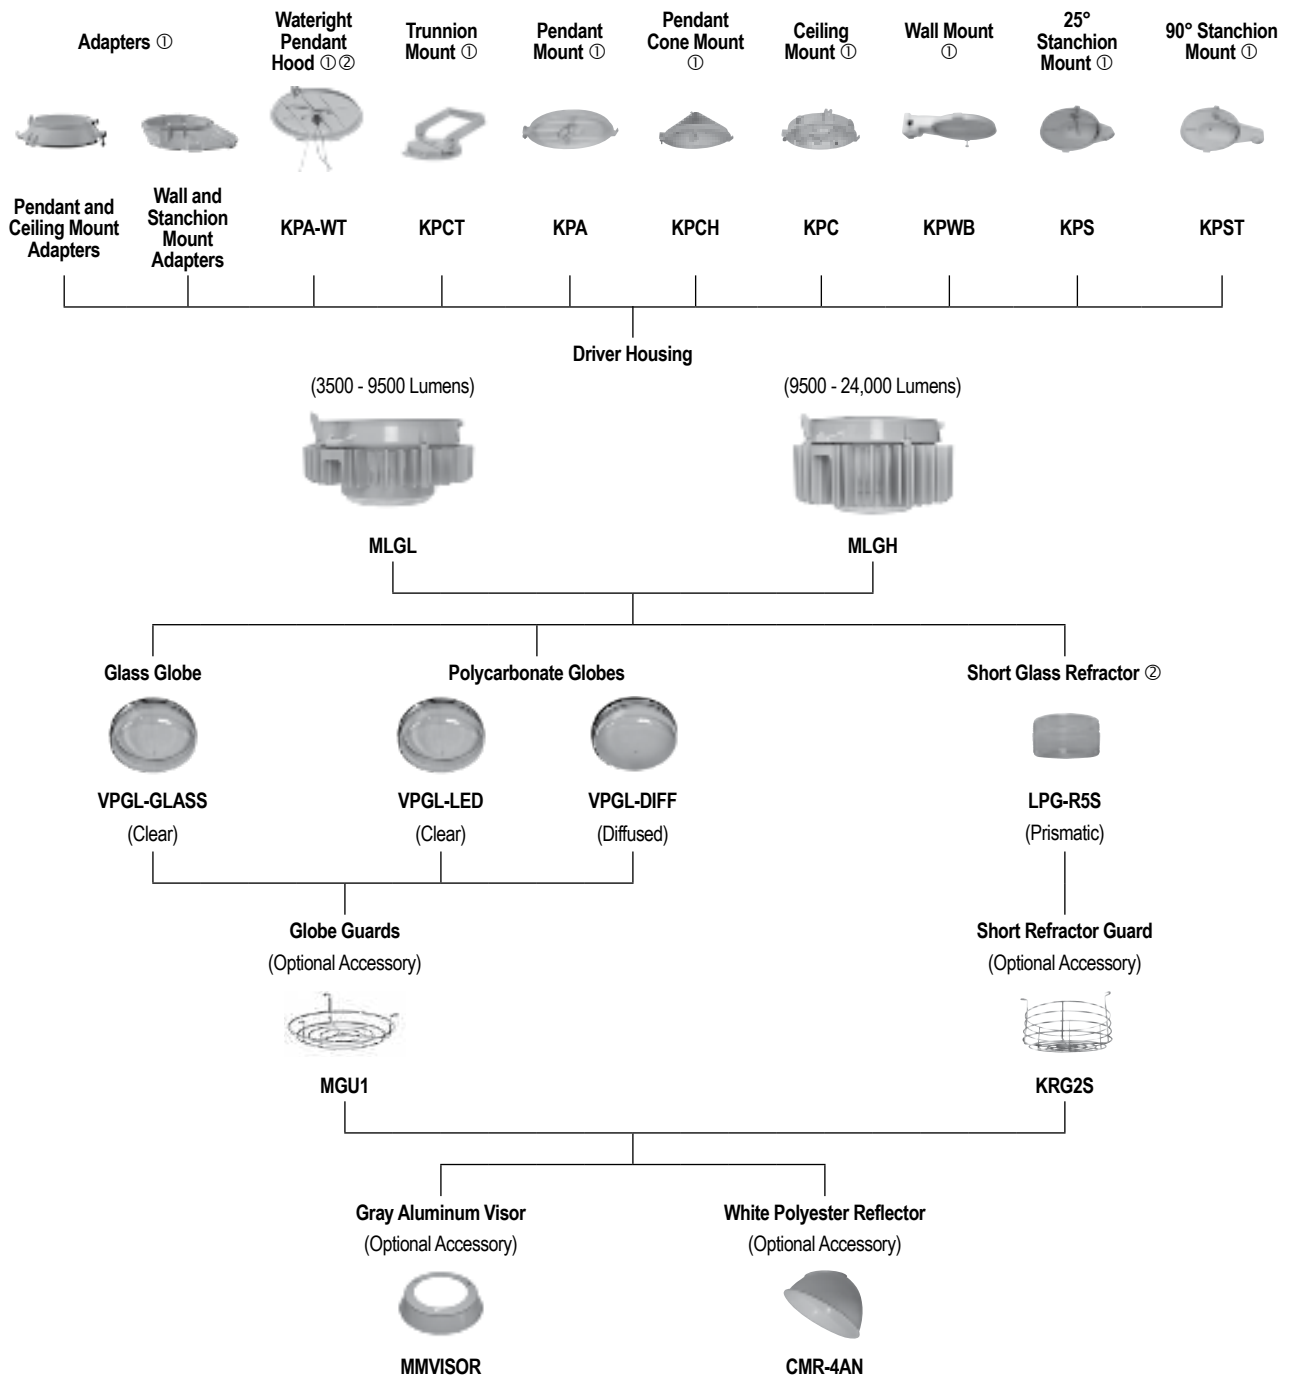 Adapters ①
Wateright
Pendant
Hood ①②
Trunnion
Mount ①
Pendant
Mount ①
Pendant
Cone Mount
①
Ceiling
Mount ①
Wall Mount
①
25°
Stanchion
Mount ①
90° Stanchion
Mount ①
Pendant and
Ceiling Mount
Adapters
Wall and
Stanchion
Mount
Adapters
KPA-WT
KPCT
KPA
KPCH
KPC
KPWB
KPS
KPST
Driver Housing
(3500 - 9500 Lumens)
(9500 - 24,000 Lumens)
MLGL
MLGH
Glass Globe
Polycarbonate Globes
Short Glass Refractor ②
VPGL-GLASS
VPGL-LED
VPGL-DIFF
LPG-R5S
(Clear)
(Clear)
(Diffused)
(Prismatic)
Globe Guards
(Optional Accessory)
Short Refractor Guard
(Optional Accessory)
MGU1
KRG2S
Gray Aluminum Visor
(Optional Accessory)
White Polyester Reflector
(Optional Accessory)
MMVISOR
CMR-4AN